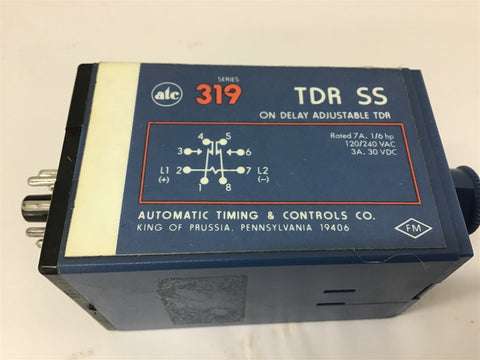 atc
SERIES
319
TDR SS
ON DELAY ADJUSTABLE TDR
Rated 7A, 1/6 hp
120/240 VAC
3A, 30 VDC
4 5
3 6
L1 2 7 L2
(+) (-)
1 8
AUTOMATIC TIMING & CONTROLS CO.
KING OF PRUSSIA, PENNSYLVANIA 19406
FM